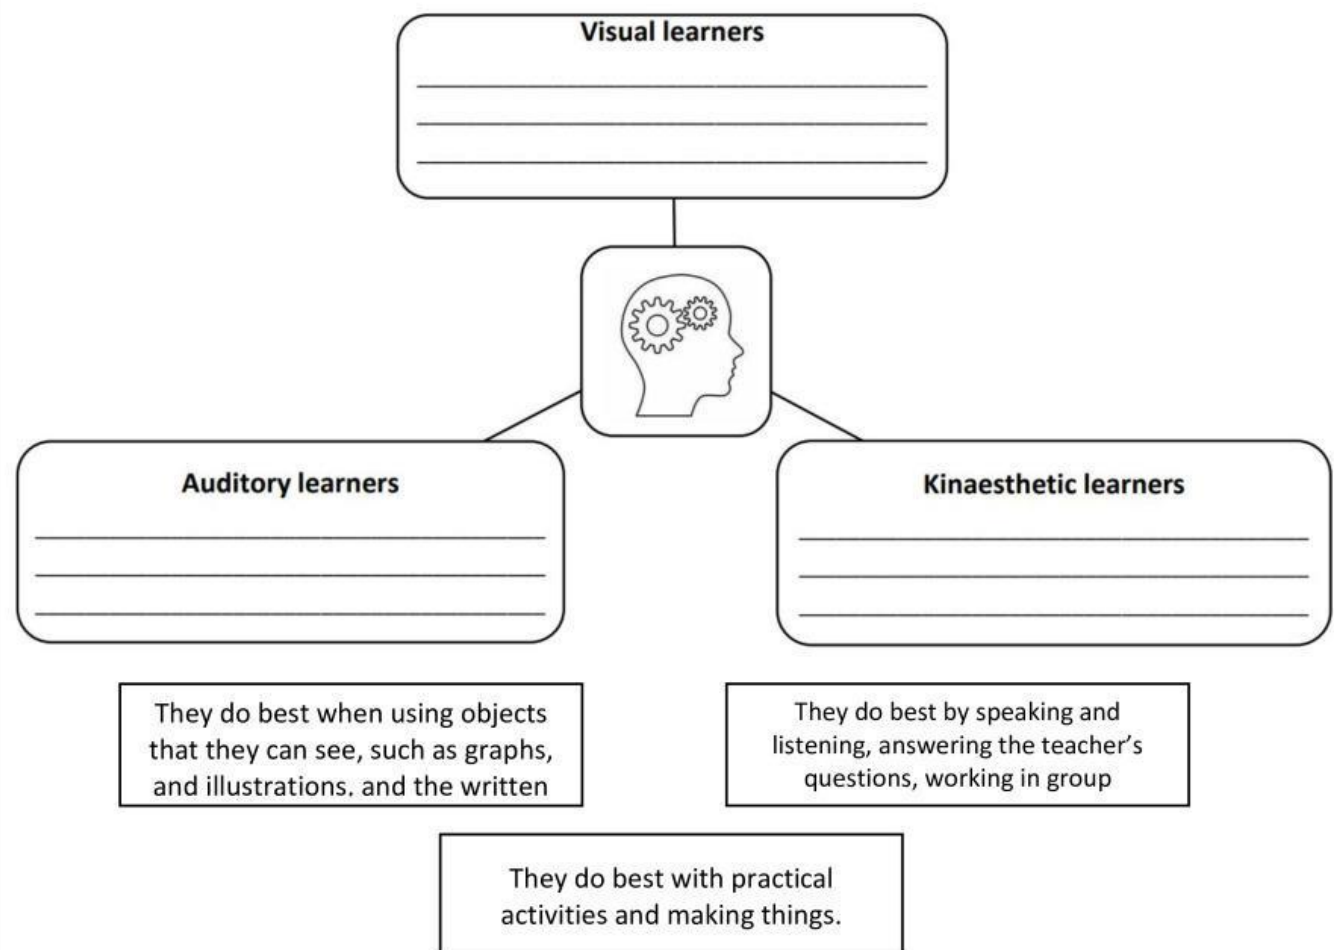 Visual learners
Auditory learners
Kinaesthetic learners
They do best when using objects
that they can see, such as graphs,
and illustrations. and the written
They do best by speaking and
listening, answering the teacher's
questions, working in group
They do best with practical
activities and making things.